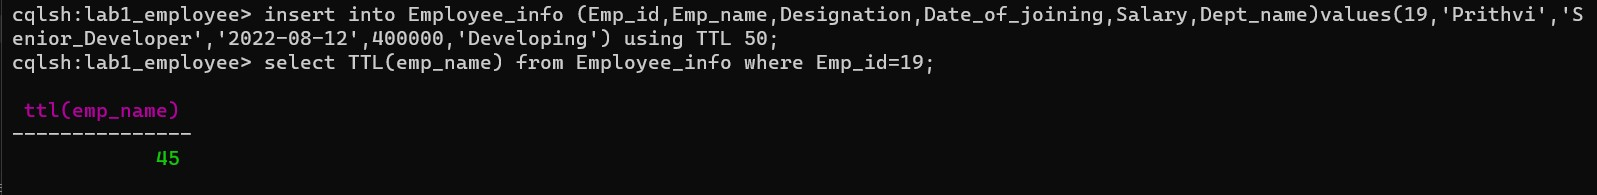 cqlsh:lab1_employee> insert into Employee_info (Emp_id,Emp_name,Designation,Date_of_joining,Salary,Dept_name)values(19,'Prithvi','S
enior_Developer','2022-08-12',400000,'Developing') using TTL 50;
cqlsh:lab1_employee> select TTL(emp_name) from Employee_info where Emp_id=19;
ttl(emp_name)
---------------
45